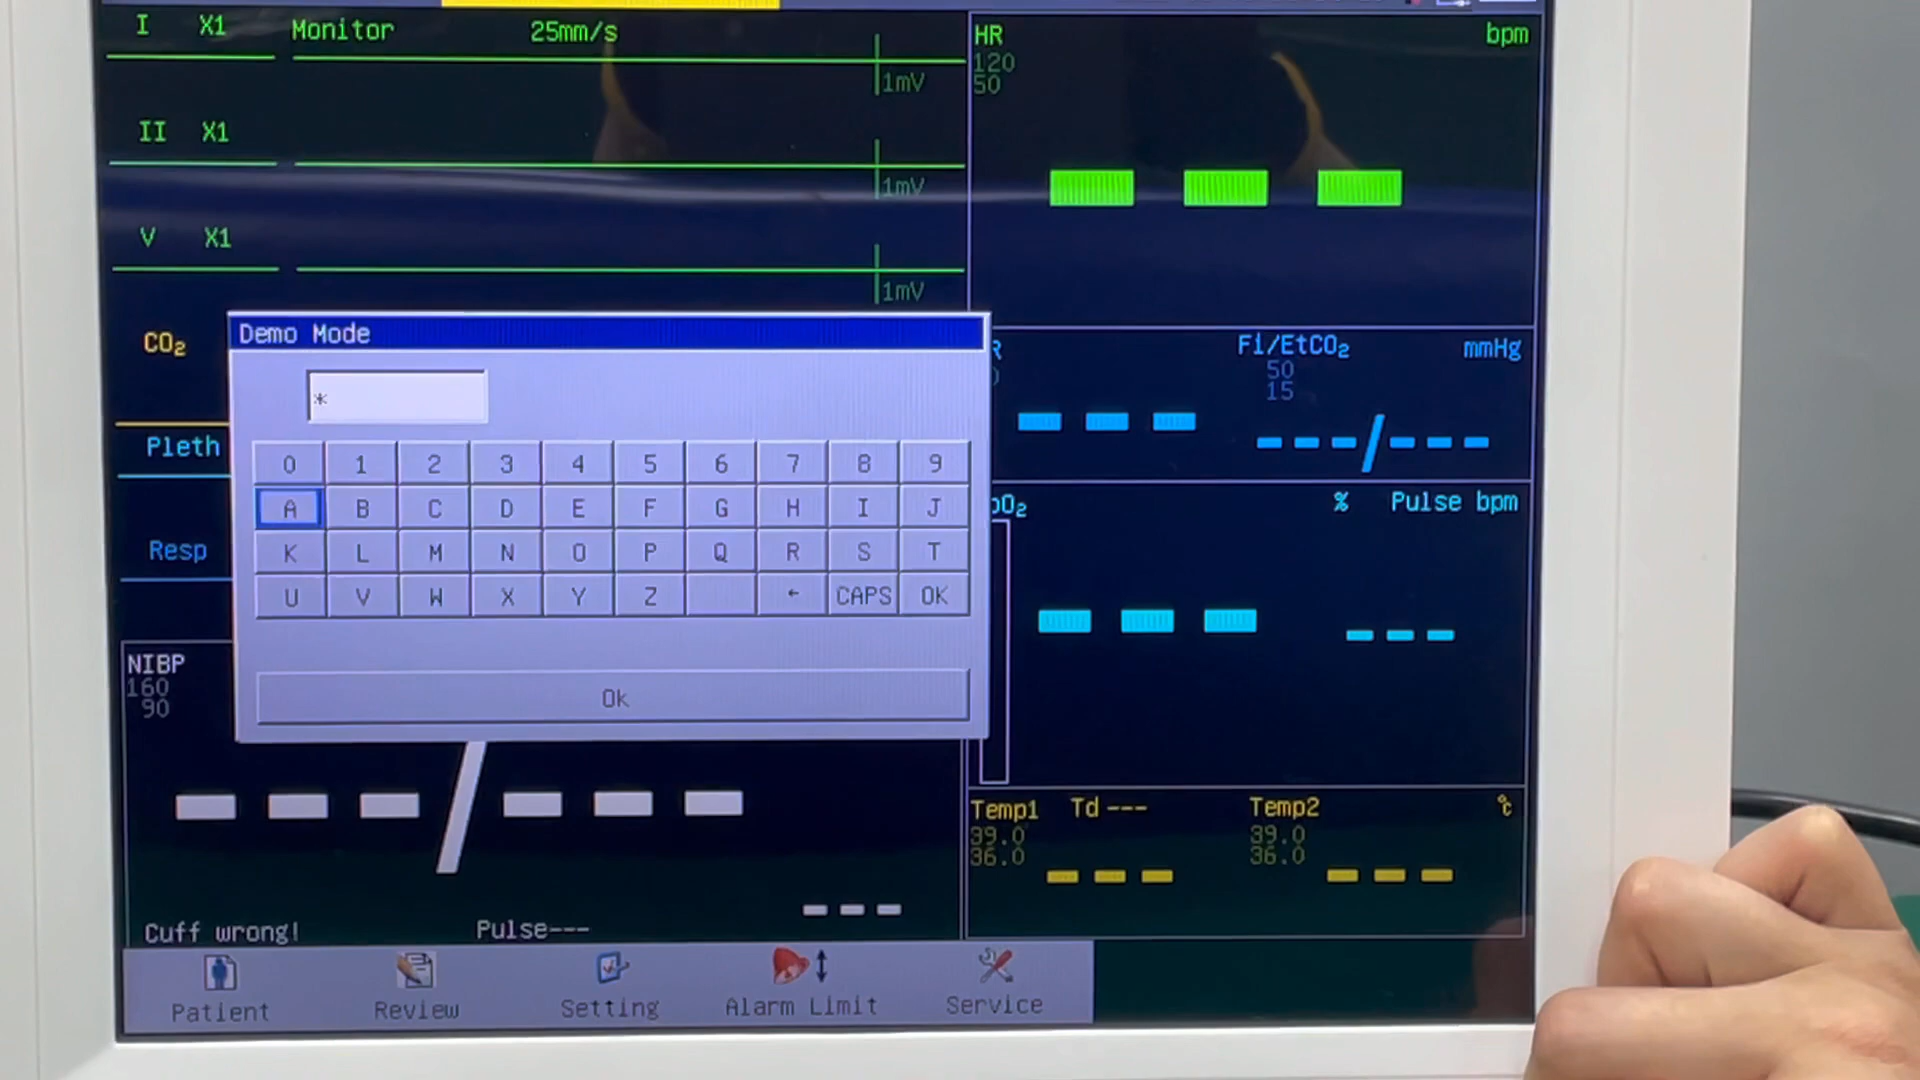 I X1 Monitor 25mm/s
1mV
HR bpm
120
50
II X1
1mV
V X1
1mV
CO₂
Demo Mode
*
0 1 2 3 4 5 6 7 8 9
A B C D E F G H I J
K L M N O P Q R S T
U V W X Y Z ← CAPS OK
Ok
Fi/EtCO₂ mmHg
50
15
---/---
Pleth
Resp
% Pulse bpm
---
NIBP
160
90
---/---
---
Cuff wrong! Pulse---
Temp1 Td --- Temp2 °C
39.0 39.0
36.0 36.0
--- ---
Patient Review Setting Alarm Limit Service